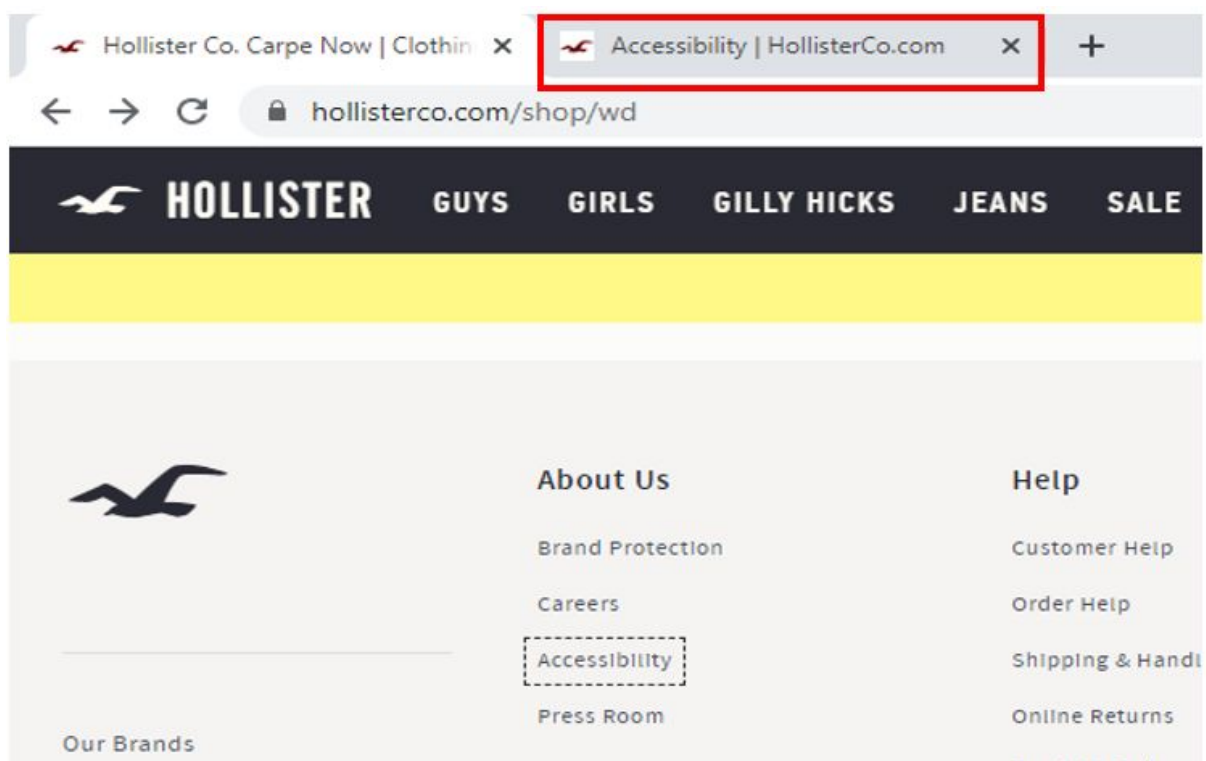 Hollister Co. Carpe Now | Clothin
Accessibility | HollisterCo.com
hollisterco.com/shop/wd
HOLLISTER GUYS GIRLS GILLY HICKS JEANS SALE
About Us
Help
Brand Protection
Customer Help
Careers
Order Help
Accessibility
Shipping & Handl
Press Room
Online Returns
Our Brands